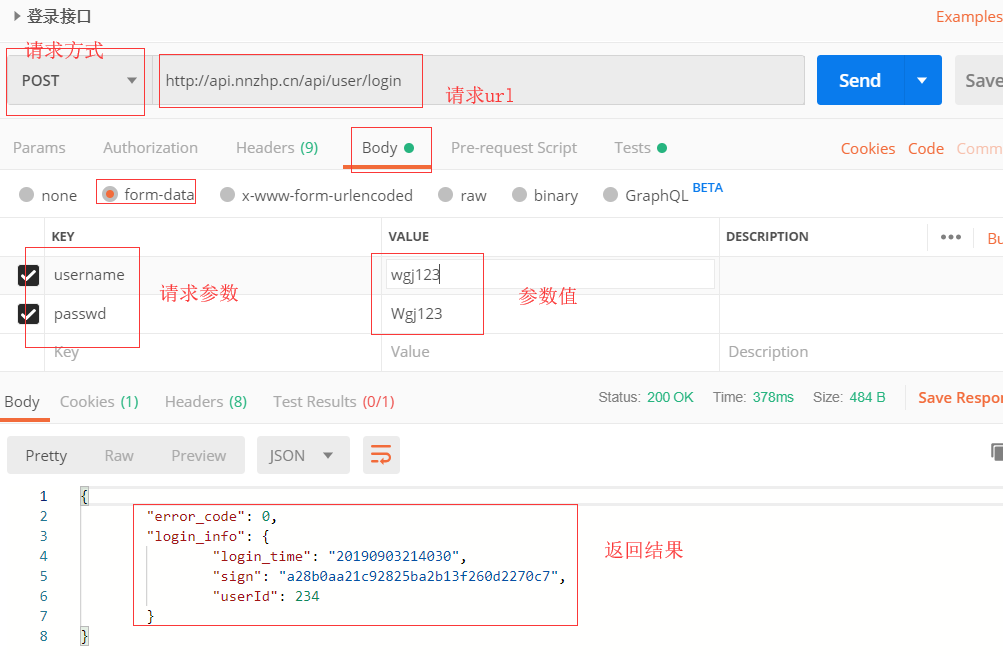 登录接口 Examples
请求方式
POST http://api.nnzhp.cn/api/user/login Send Save
请求url
Params Authorization Headers (9) Body Pre-request Script Tests Cookies Code Comm
none form-data x-www-form-urlencoded raw binary GraphQL BETA
KEY VALUE DESCRIPTION ••• Bu
username wgj123
请求参数 参数值
passwd Wgj123
Key Value Description
Body Cookies (1) Headers (8) Test Results (0/1) Status: 200 OK Time: 378ms Size: 484 B Save Respon
Pretty Raw Preview JSON
1 {
2 "error_code": 0,
3 "login_info": {
4 "login_time": "20190903214030",
返回结果
5 "sign": "a28b0aa21c92825ba2b13f260d2270c7",
6 "userId": 234
7 }
8 }